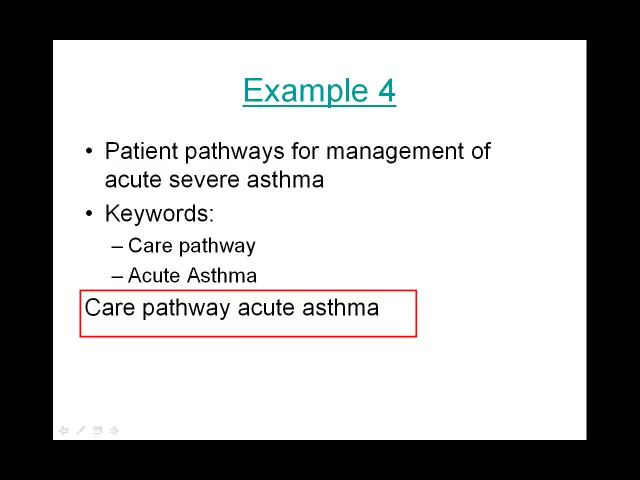 Example 4
• Patient pathways for management of
acute severe asthma
• Keywords:
– Care pathway
– Acute Asthma
Care pathway acute asthma